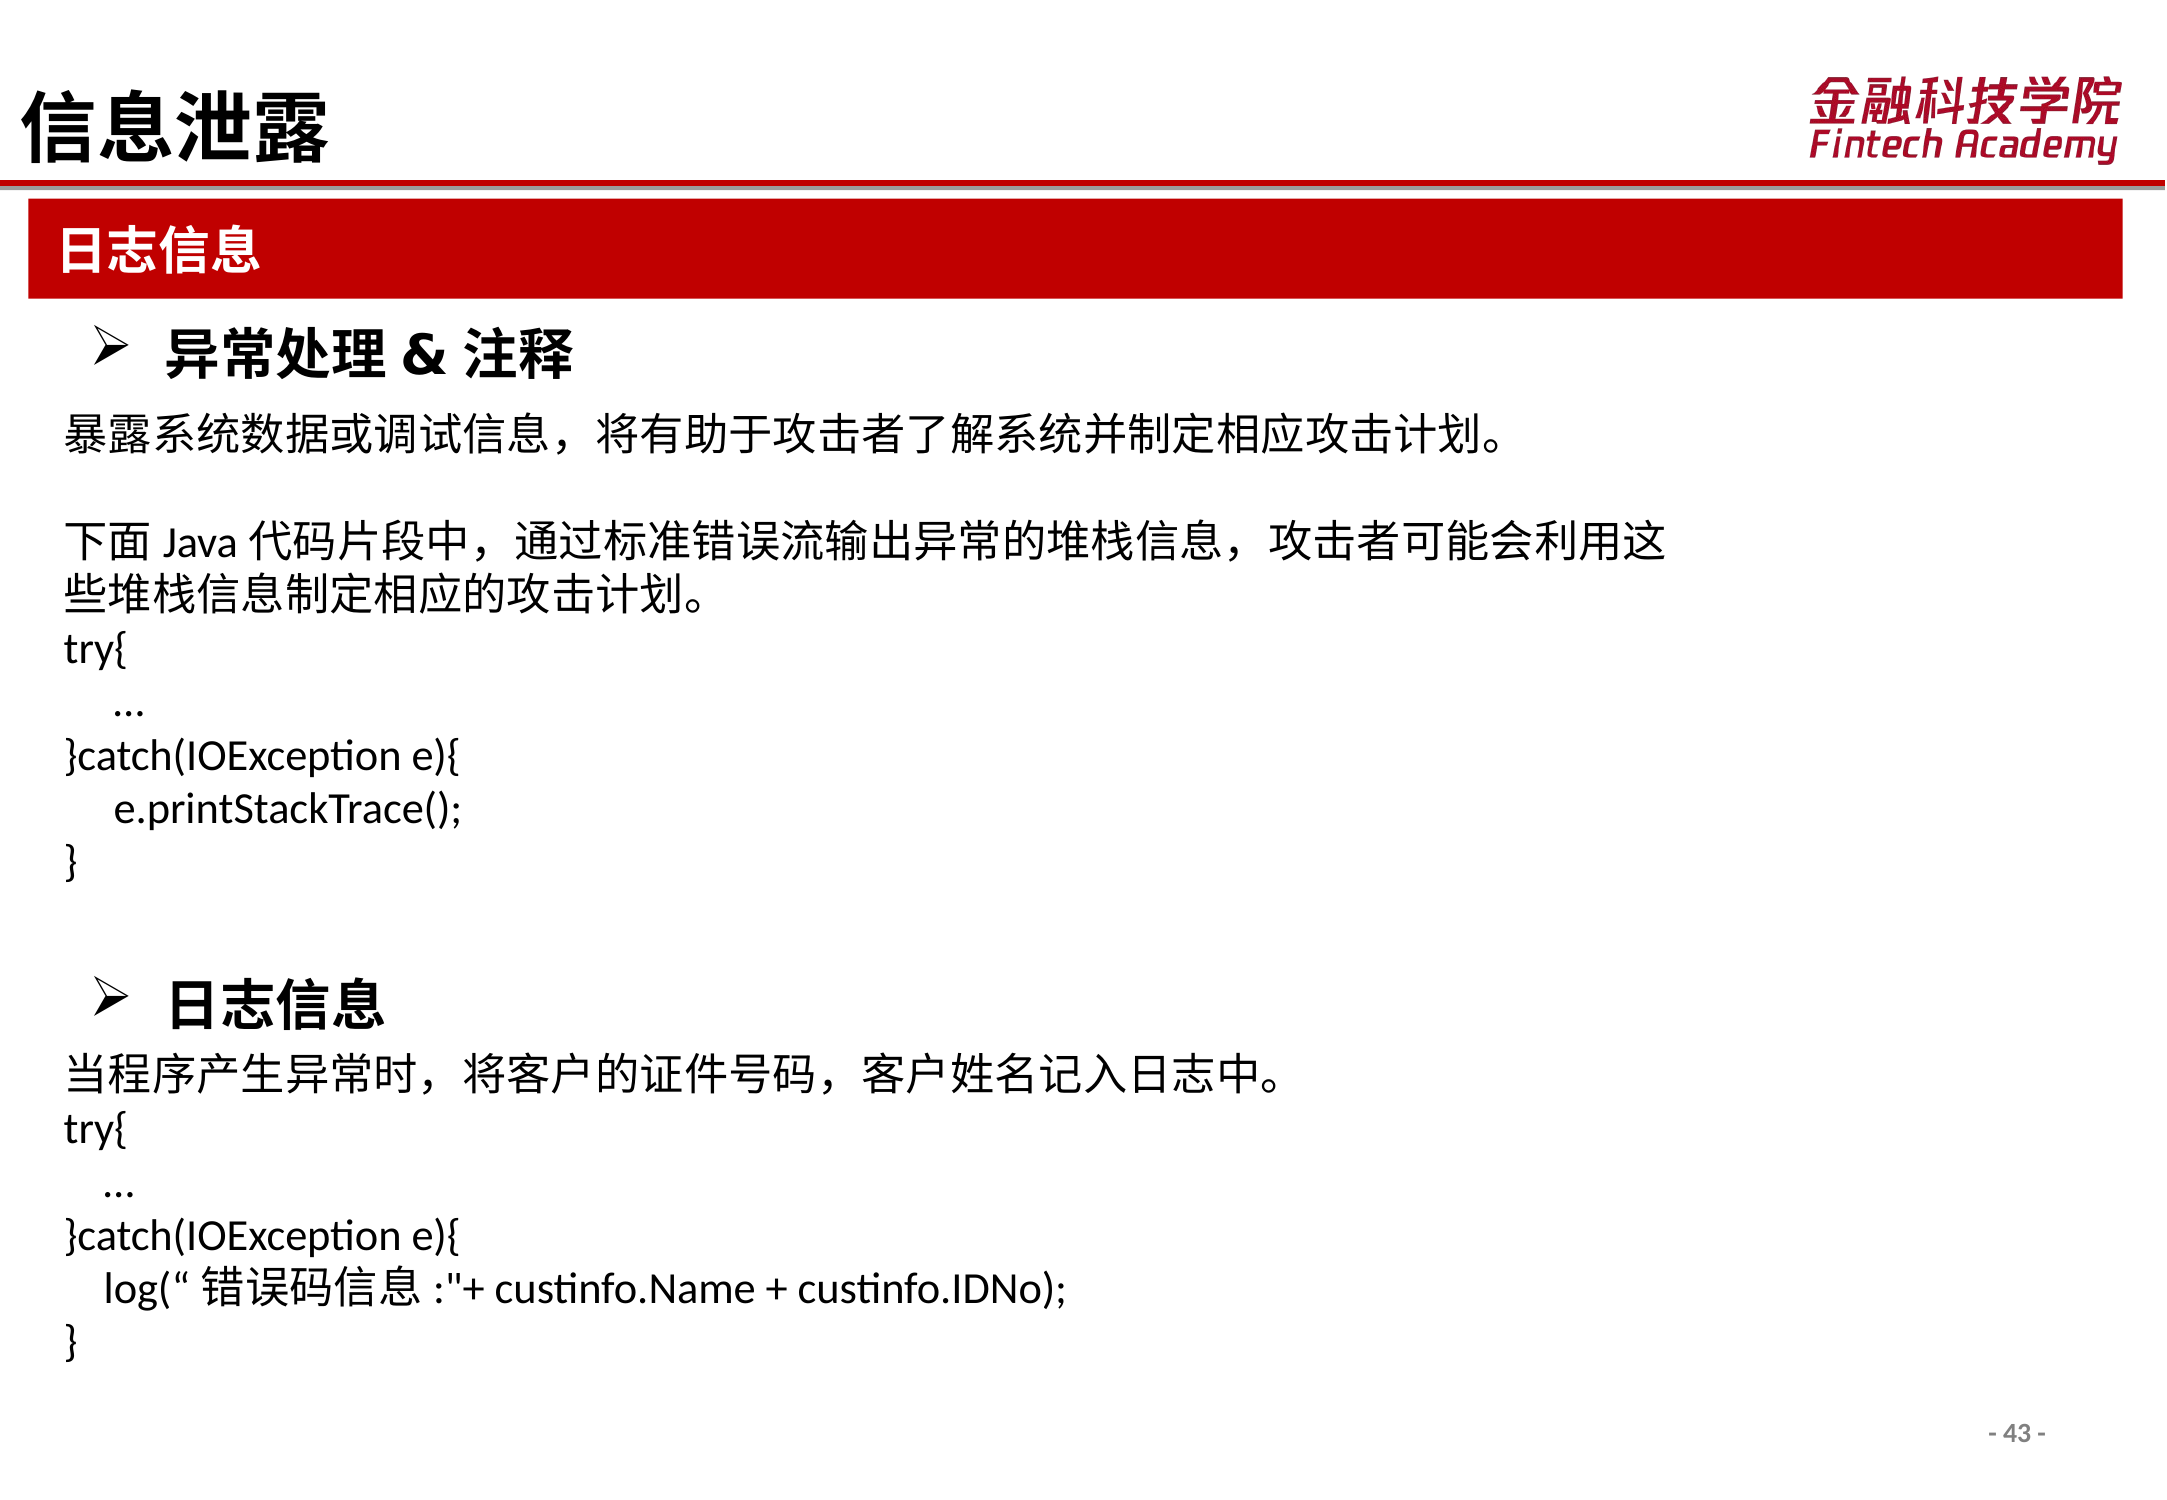 信息泄露
金融科技学院
Fintech Academy
日志信息
➢ 异常处理 & 注释
暴露系统数据或调试信息，将有助于攻击者了解系统并制定相应攻击计划。
下面 Java 代码片段中，通过标准错误流输出异常的堆栈信息，攻击者可能会利用这
些堆栈信息制定相应的攻击计划。
try{
...
}catch(IOException e){
e.printStackTrace();
}
➢ 日志信息
当程序产生异常时，将客户的证件号码，客户姓名记入日志中。
try{
...
}catch(IOException e){
log(“ 错误码信息 :"+ custinfo.Name + custinfo.IDNo);
}
- 43 -